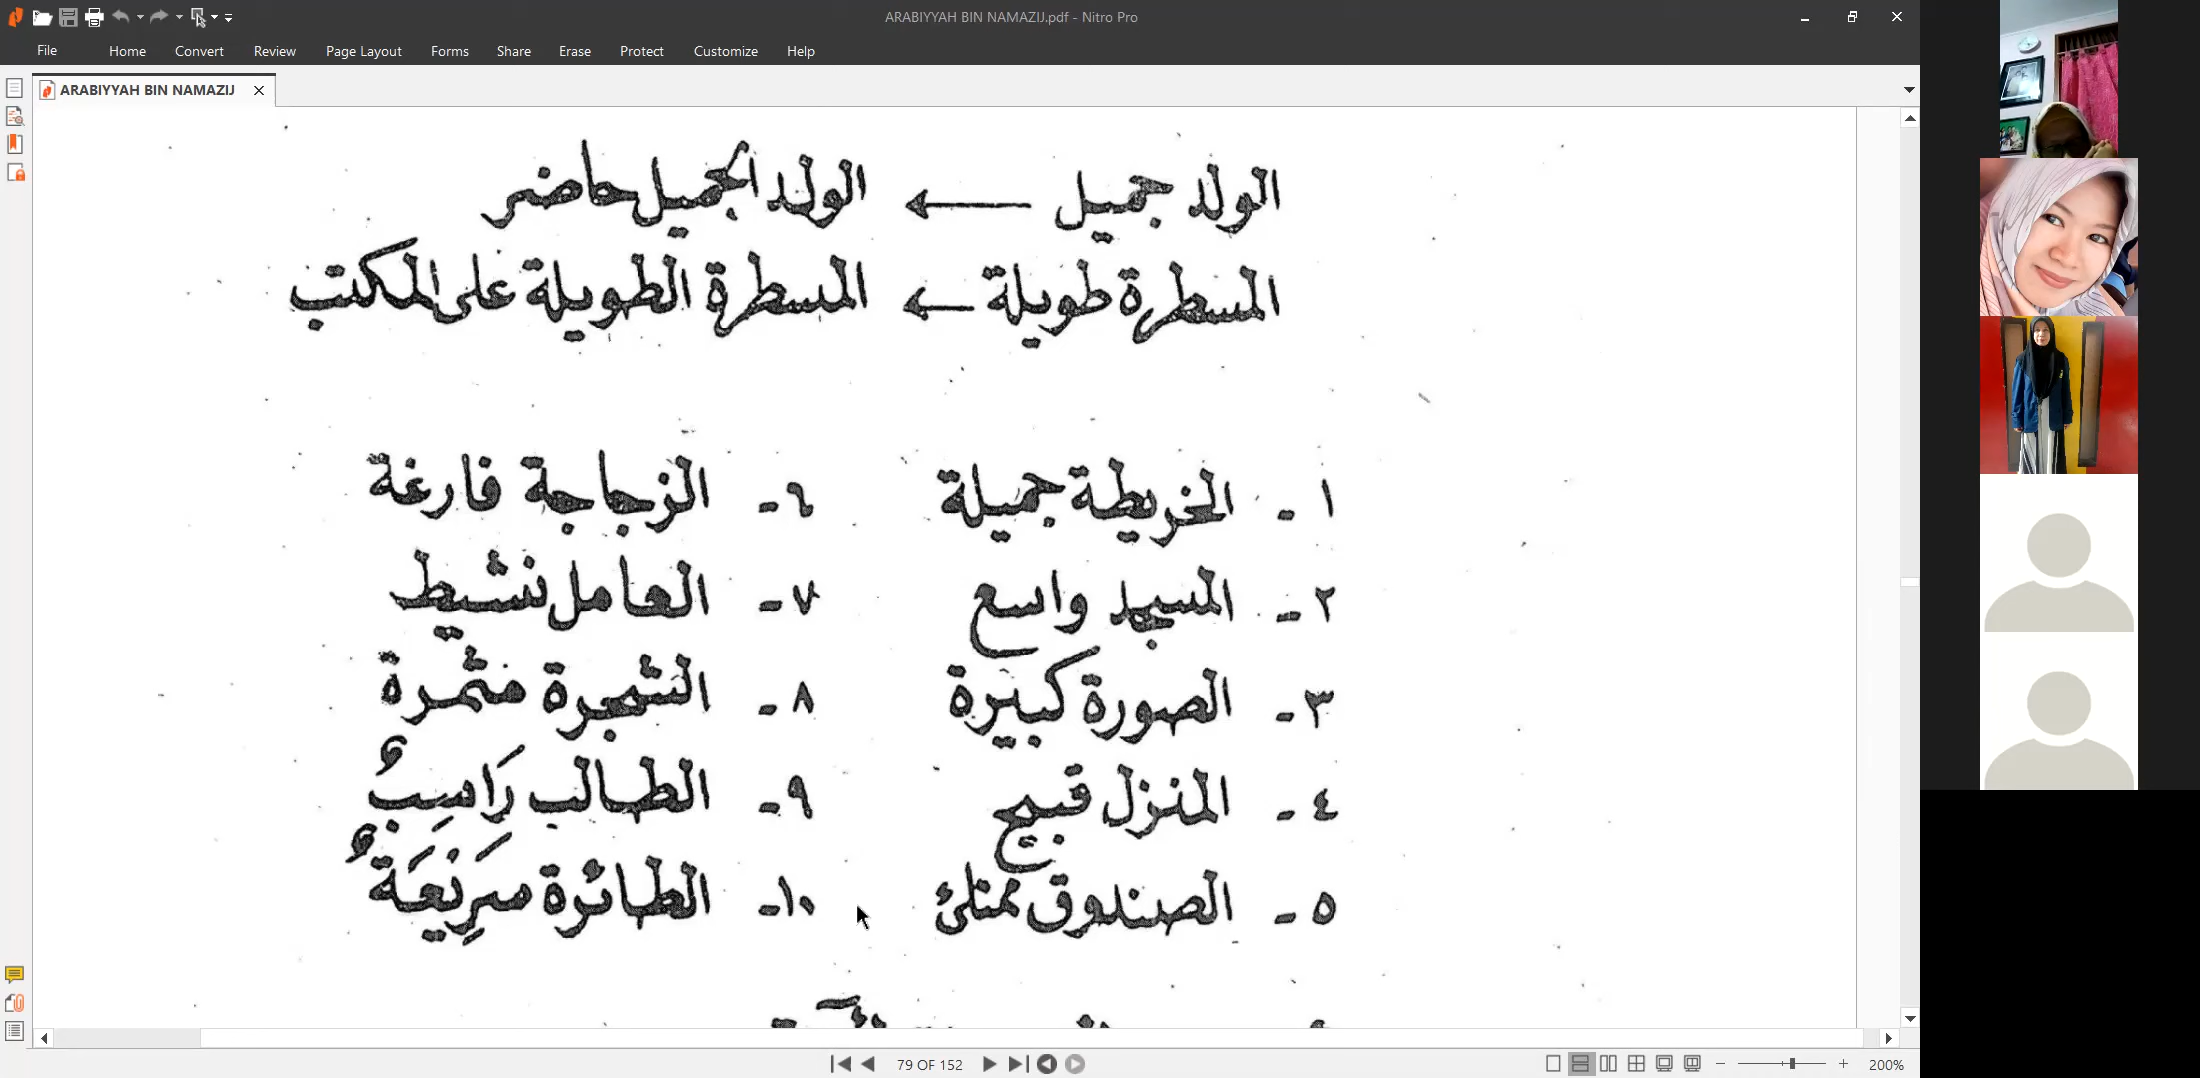 ARABIYYAH BIN NAMAZIJ.pdf - Nitro Pro
File Home Convert Review Page Layout Forms Share Erase Protect Customize Help
ARABIYYAH BIN NAMAZIJ
الولد جميل ← الولد الجميل حاضر
المسطرة طويلة ← المسطرة الطويلة على المكتب
١ - الخريطة جميلة ٦ - الزجاجة فارغة
٢ - المسجد واسع ٧ - العامل نشيط
٣ - الصورة كبيرة ٨ - الشجرة مثمرة
٤ - المنزل قبيح ٩ - الطالب رَاسِبٌ
٥ - الصندوق ممتلئ ١٠ - الطائرة سَرِيْعَةٌ
79 OF 152
200%